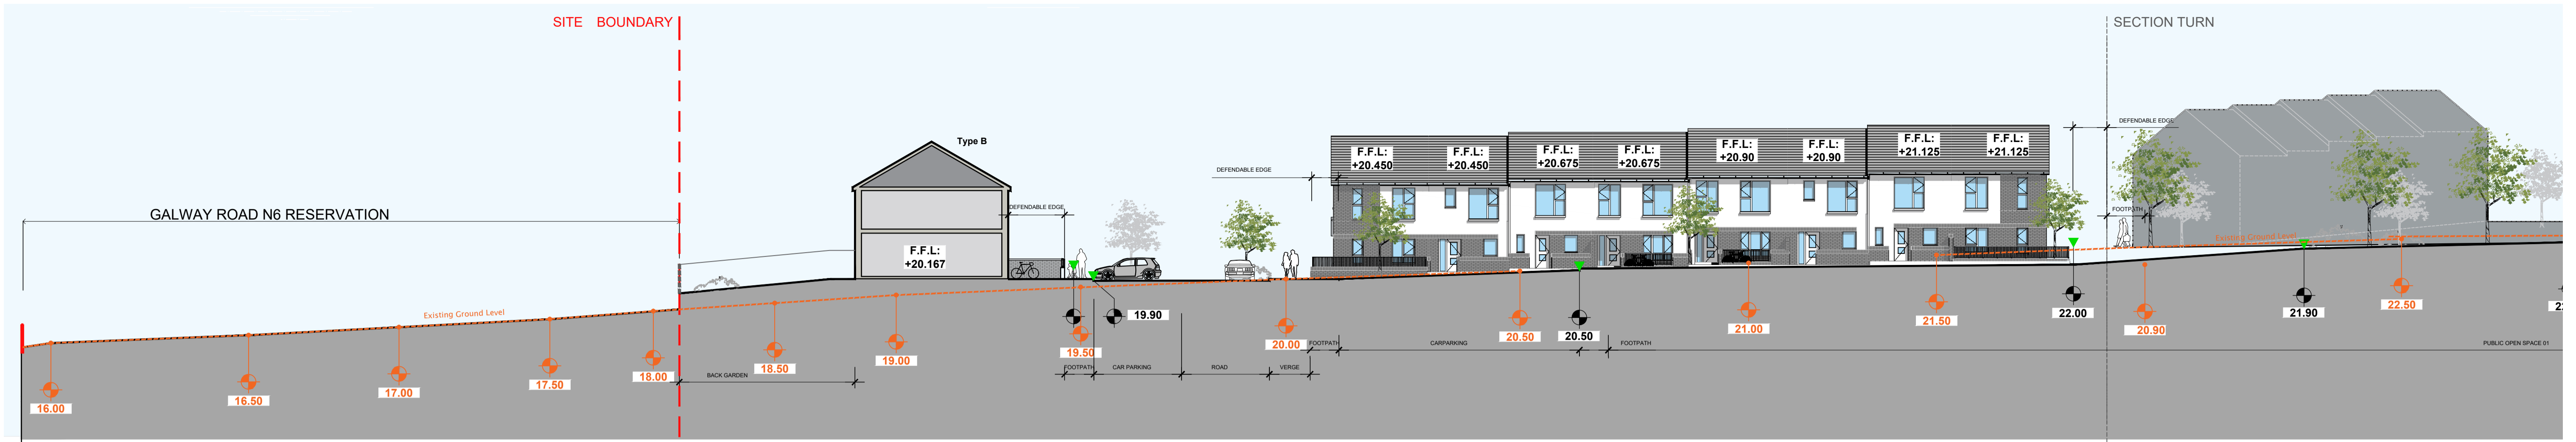 SITE BOUNDARY
SECTION TURN
DEFENDABLE EDGE
Type B
F.F.L:
+20.450
F.F.L:
+20.450
F.F.L:
+20.675
F.F.L:
+20.675
F.F.L:
+20.90
F.F.L:
+20.90
F.F.L:
+21.125
F.F.L:
+21.125
DEFENDABLE EDGE
GALWAY ROAD N6 RESERVATION
DEFENDABLE EDGE
FOOTPATH
F.F.L:
+20.167
Existing Ground Level
Existing Ground Level
19.90
22.00
21.90
22.50
20.90
21.50
21.00
20.50
20.50
20.00
19.50
19.00
18.50
18.00
17.50
17.00
16.50
16.00
FOOTPATH
CARPARKING
FOOTPATH
PUBLIC OPEN SPACE 01
BACK GARDEN
FOOTPATH
CAR PARKING
ROAD
VERGE